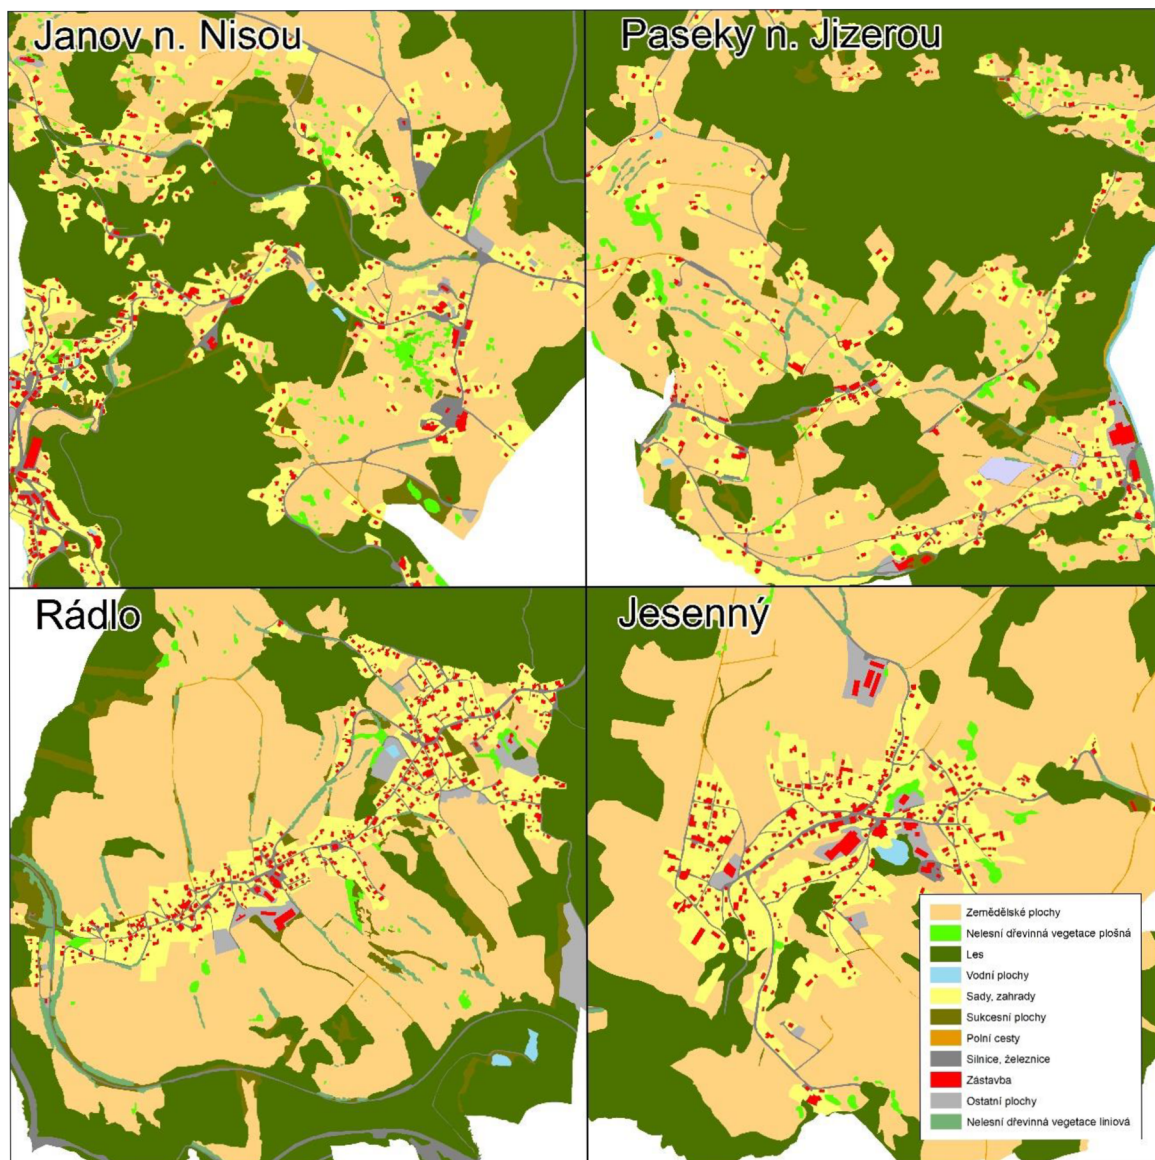 Janov n. Nisou
Paseky n. Jizerou
Rádlo
Jesenný
Zemědělské plochy
Nelesní dřevinná vegetace plošná
Les
Vodní plochy
Sady, zahrady
Sukcesní plochy
Polní cesty
Silnice, železnice
Zástavba
Ostatní plochy
Nelesní dřevinná vegetace liniová